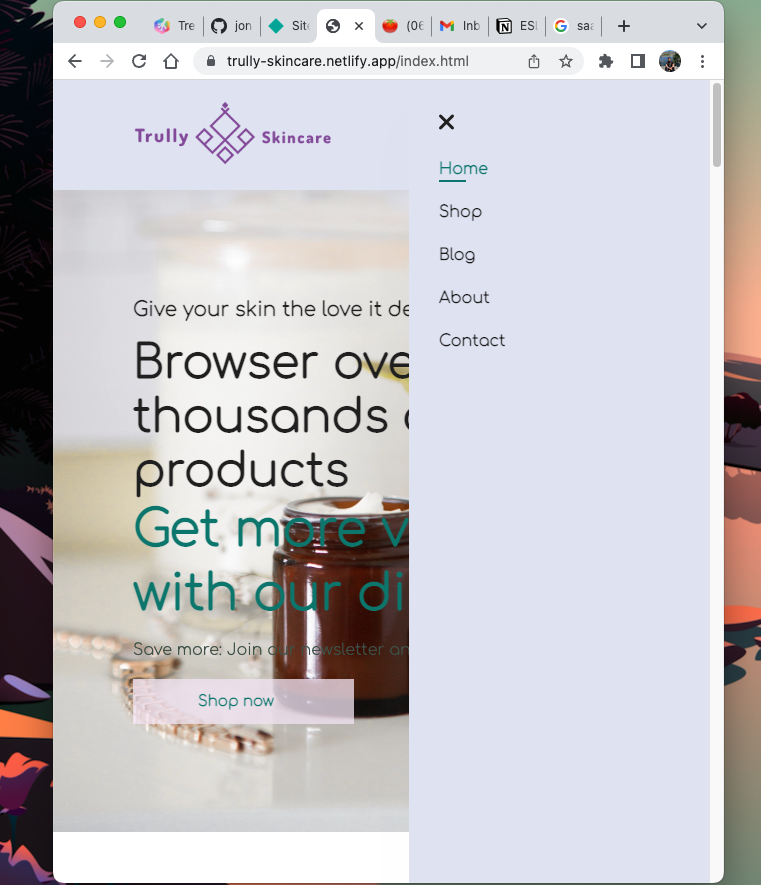 Tre
jon
Site
(06
Inb
ESL
saa
trully-skincare.netlify.app/index.html
Trully Skincare
Home
Shop
Blog
About
Contact
Give your skin the love it de
Browser ove
thousands
products
Get more v
with our di
Save more: Join our newsletter an
Shop now